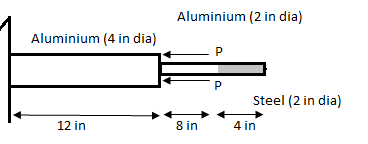 Aluminium (2 in dia)
Aluminium (4 in dia)
P
P
Steel (2 in dia)
12 in
8 in
4 in